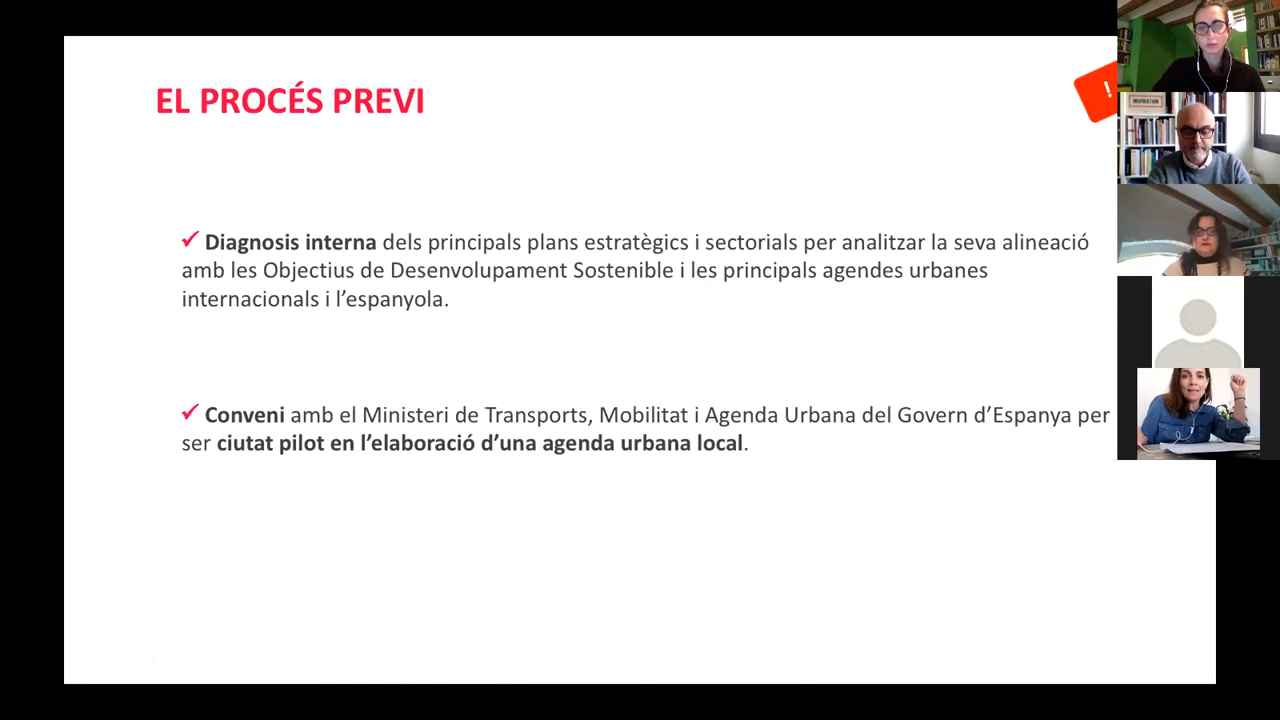 EL PROCÉS PREVI
!
INSPIRATION
✓ Diagnosis interna dels principals plans estratègics i sectorials per analitzar la seva alineació
amb les Objectius de Desenvolupament Sostenible i les principals agendes urbanes
internacionals i l’espanyola.
✓ Conveni amb el Ministeri de Transports, Mobilitat i Agenda Urbana del Govern d’Espanya per
ser ciutat pilot en l’elaboració d’una agenda urbana local.